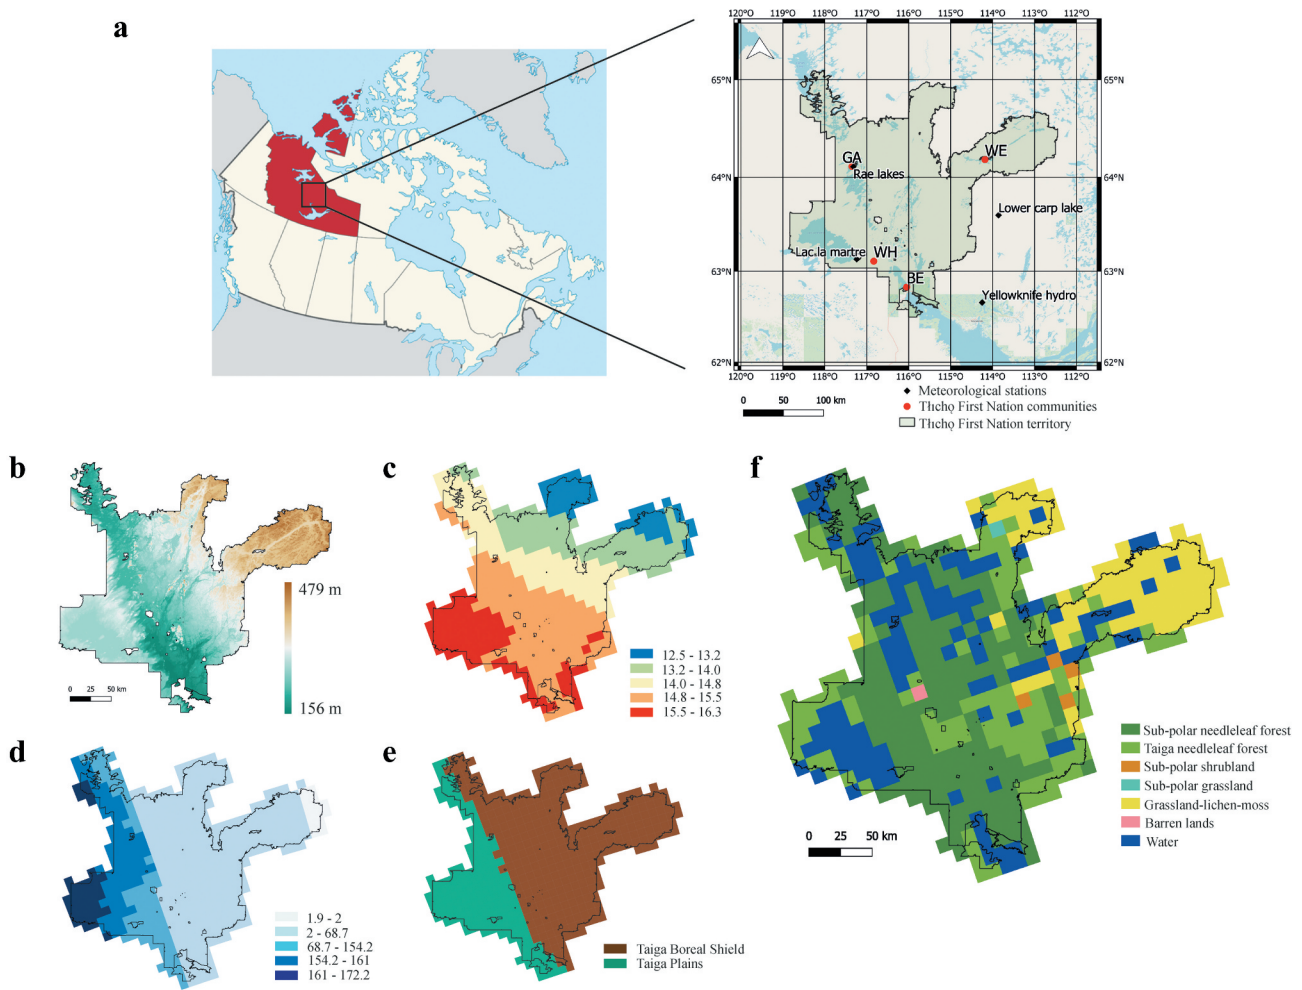 a
120°O 119°O 118°O 117°O 116°O 115°O 114°O 113°O 112°O
65°N 65°N
GA
Rae lakes
WE
64°N 64°N
Lower carp lake
Lac la martre
WH
63°N 63°N
BE
Yellowknife hydro
62°N 62°N
120°O 119°O 118°O 117°O 116°O 115°O 114°O 113°O 112°O
0 50 100 km
Meteorological stations
Tłıchǫ First Nation communities
Tłıchǫ First Nation territory
b
479 m
156 m
0 25 50 km
c
12.5 - 13.2
13.2 - 14.0
14.0 - 14.8
14.8 - 15.5
15.5 - 16.3
f
Sub-polar needleleaf forest
Taiga needleleaf forest
Sub-polar shrubland
Sub-polar grassland
Grassland-lichen-moss
Barren lands
Water
0 25 50 km
d
1.9 - 2
2 - 68.7
68.7 - 154.2
154.2 - 161
161 - 172.2
e
Taiga Boreal Shield
Taiga Plains